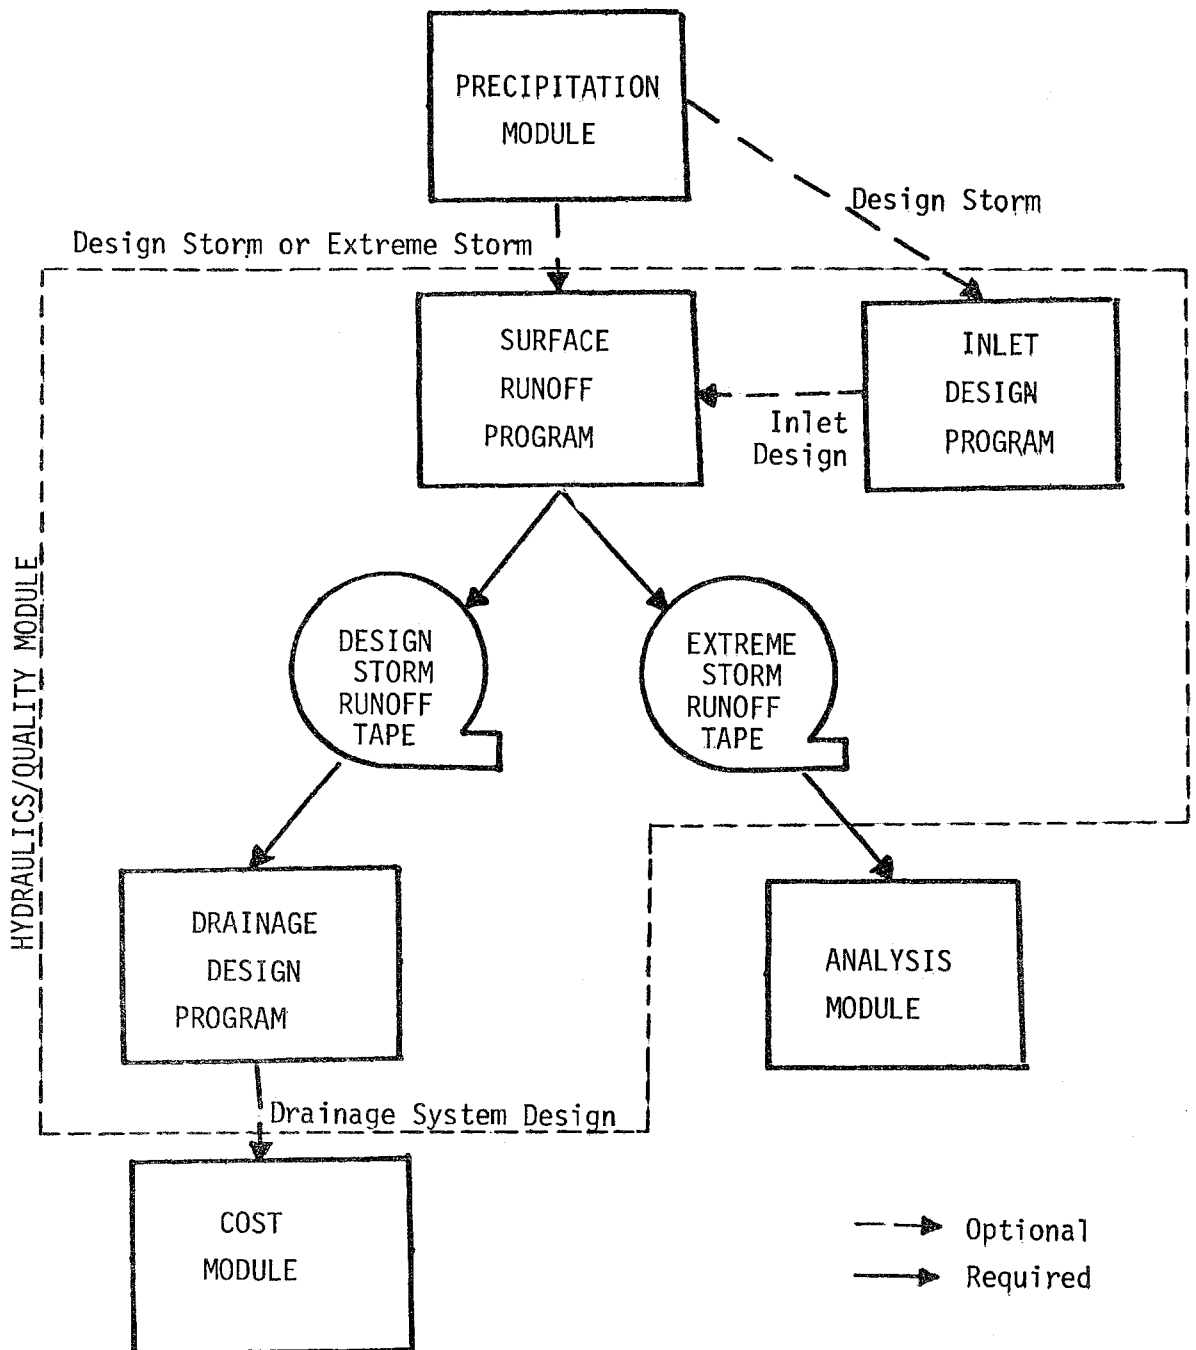 PRECIPITATION
MODULE
Design Storm
Design Storm or Extreme Storm
SURFACE
RUNOFF
PROGRAM
INLET
DESIGN
PROGRAM
Inlet
Design
HYDRAULICS/QUALITY MODULE
DESIGN
STORM
RUNOFF
TAPE
EXTREME
STORM
RUNOFF
TAPE
DRAINAGE
DESIGN
PROGRAM
ANALYSIS
MODULE
Drainage System Design
COST
MODULE
Optional
Required